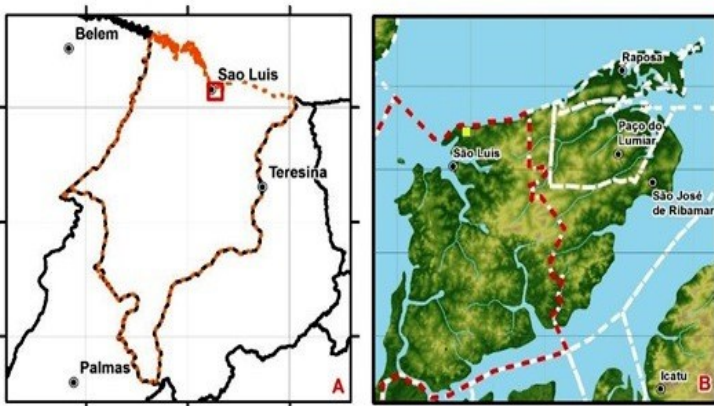 Belem
Sao Luis
Teresina
Palmas
A
Raposa
Paço do
Lumiar
São Luis
São José
de Ribamar
Icatu
B